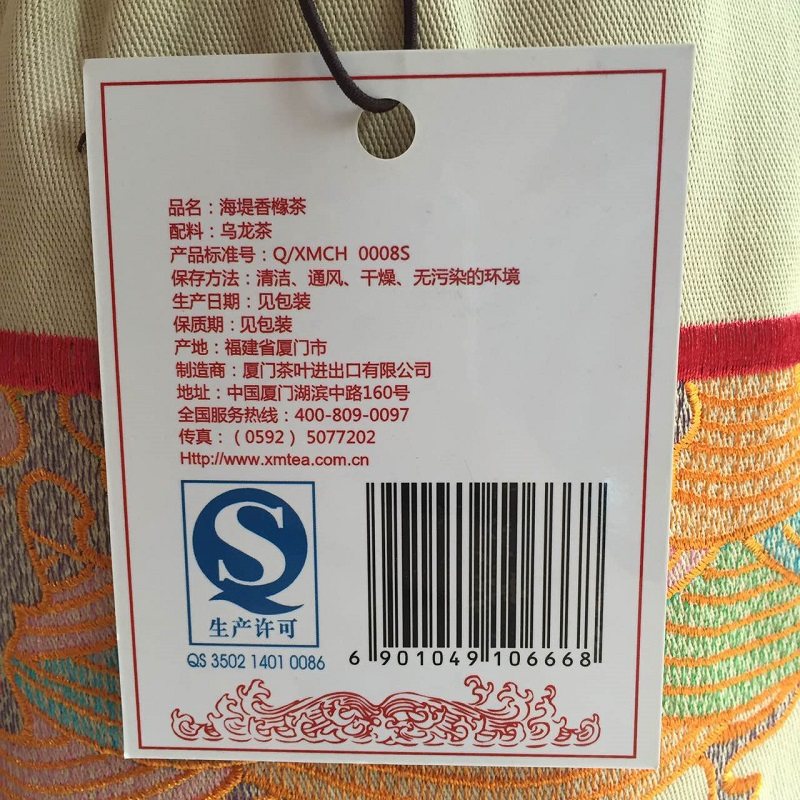 品名：海堤香橼茶
配料：乌龙茶
产品标准号：Q/XMCH 0008S
保存方法：清洁、通风、干燥、无污染的环境
生产日期：见包装
保质期：见包装
产地：福建省厦门市
制造商：厦门茶叶进出口有限公司
地址：中国厦门湖滨中路160号
全国服务热线：400-809-0097
传真：（0592）5077202
Http://www.xmtea.com.cn
QS
生产许可
QS 3502 1401 0086
6 901049 106668